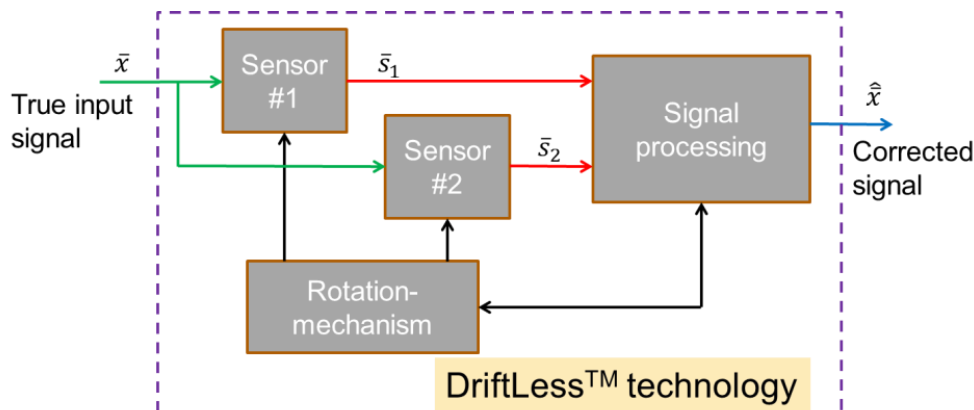 x̄
True input
signal
Sensor
#1
s̄₁
Sensor
#2
s̄₂
Signal
processing
x̄̂
Corrected
signal
Rotation-
mechanism
DriftLess™ technology